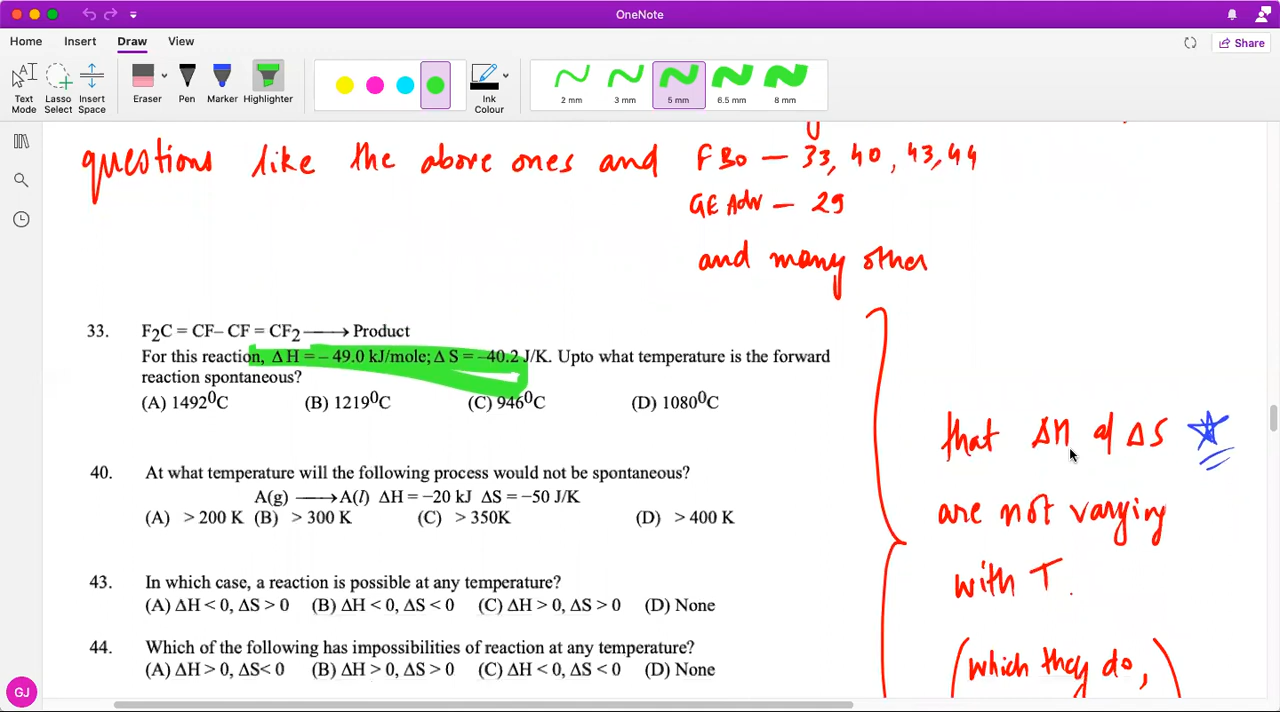 OneNote
Home Insert Draw View
Share
Text Mode
Lasso Select
Insert Space
Eraser
Pen
Marker
Highlighter
Ink Colour
2 mm
3 mm
5 mm
6.5 mm
8 mm
questions like the above ones and FBo – 33, 40, 43, 44
GE Adv – 29
and many other
33. F₂C = CF– CF = CF₂ ⟶ Product
For this reaction, Δ H = – 49.0 kJ/mole; Δ S = –40.2 J/K. Upto what temperature is the forward
reaction spontaneous?
(A) 1492⁰C (B) 1219⁰C (C) 946⁰C (D) 1080⁰C
40. At what temperature will the following process would not be spontaneous?
A(g) ⟶ A(l) ΔH = −20 kJ ΔS = −50 J/K
(A) > 200 K (B) > 300 K (C) > 350K (D) > 400 K
43. In which case, a reaction is possible at any temperature?
(A) ΔH < 0, ΔS > 0 (B) ΔH < 0, ΔS < 0 (C) ΔH > 0, ΔS > 0 (D) None
44. Which of the following has impossibilities of reaction at any temperature?
(A) ΔH > 0, ΔS< 0 (B) ΔH > 0, ΔS > 0 (C) ΔH < 0, ΔS < 0 (D) None
that ΔH & ΔS
are not varying
with T.
(which they do,)
GJ